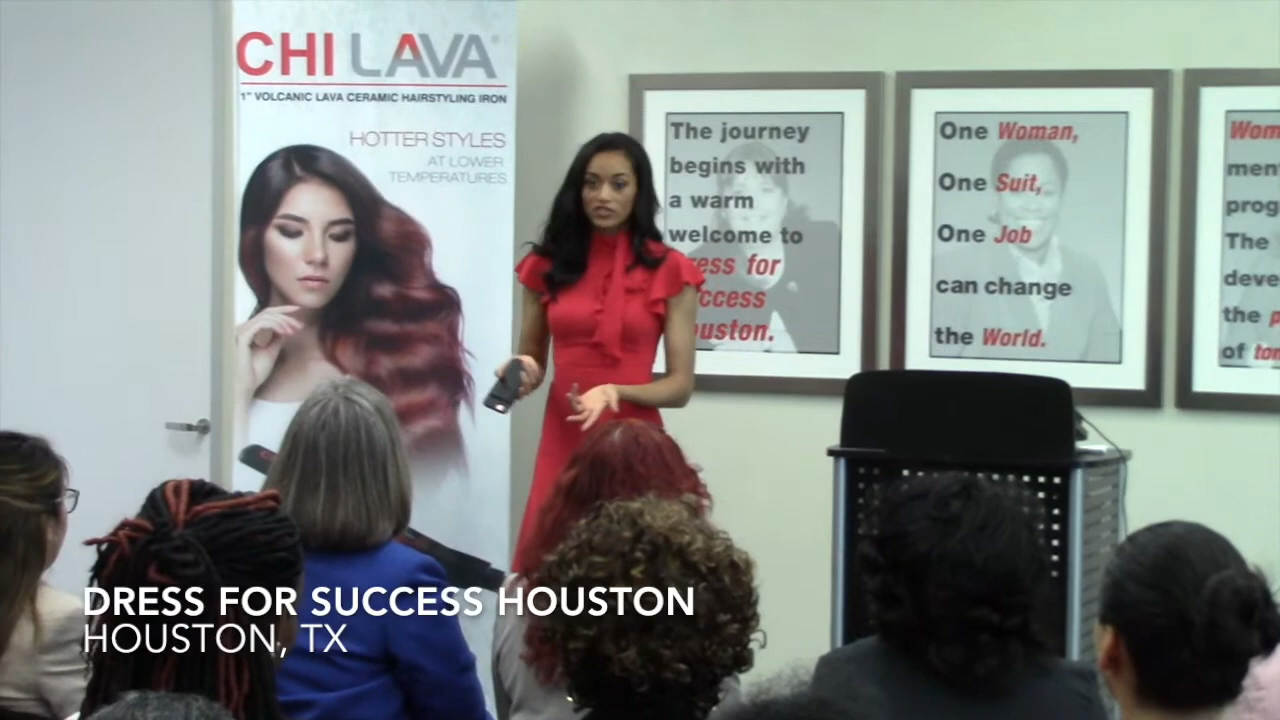 CHI LAVA®
1" VOLCANIC LAVA CERAMIC HAIRSTYLING IRON
HOTTER STYLES
AT LOWER
TEMPERATURES
The journey
begins with
a warm
welcome to
ress for
ccess
ouston.
One Woman,
One Suit,
One Job
can change
the World.
Wom
men
prog
The
deve
the p
of tom
DRESS FOR SUCCESS HOUSTON
HOUSTON, TX